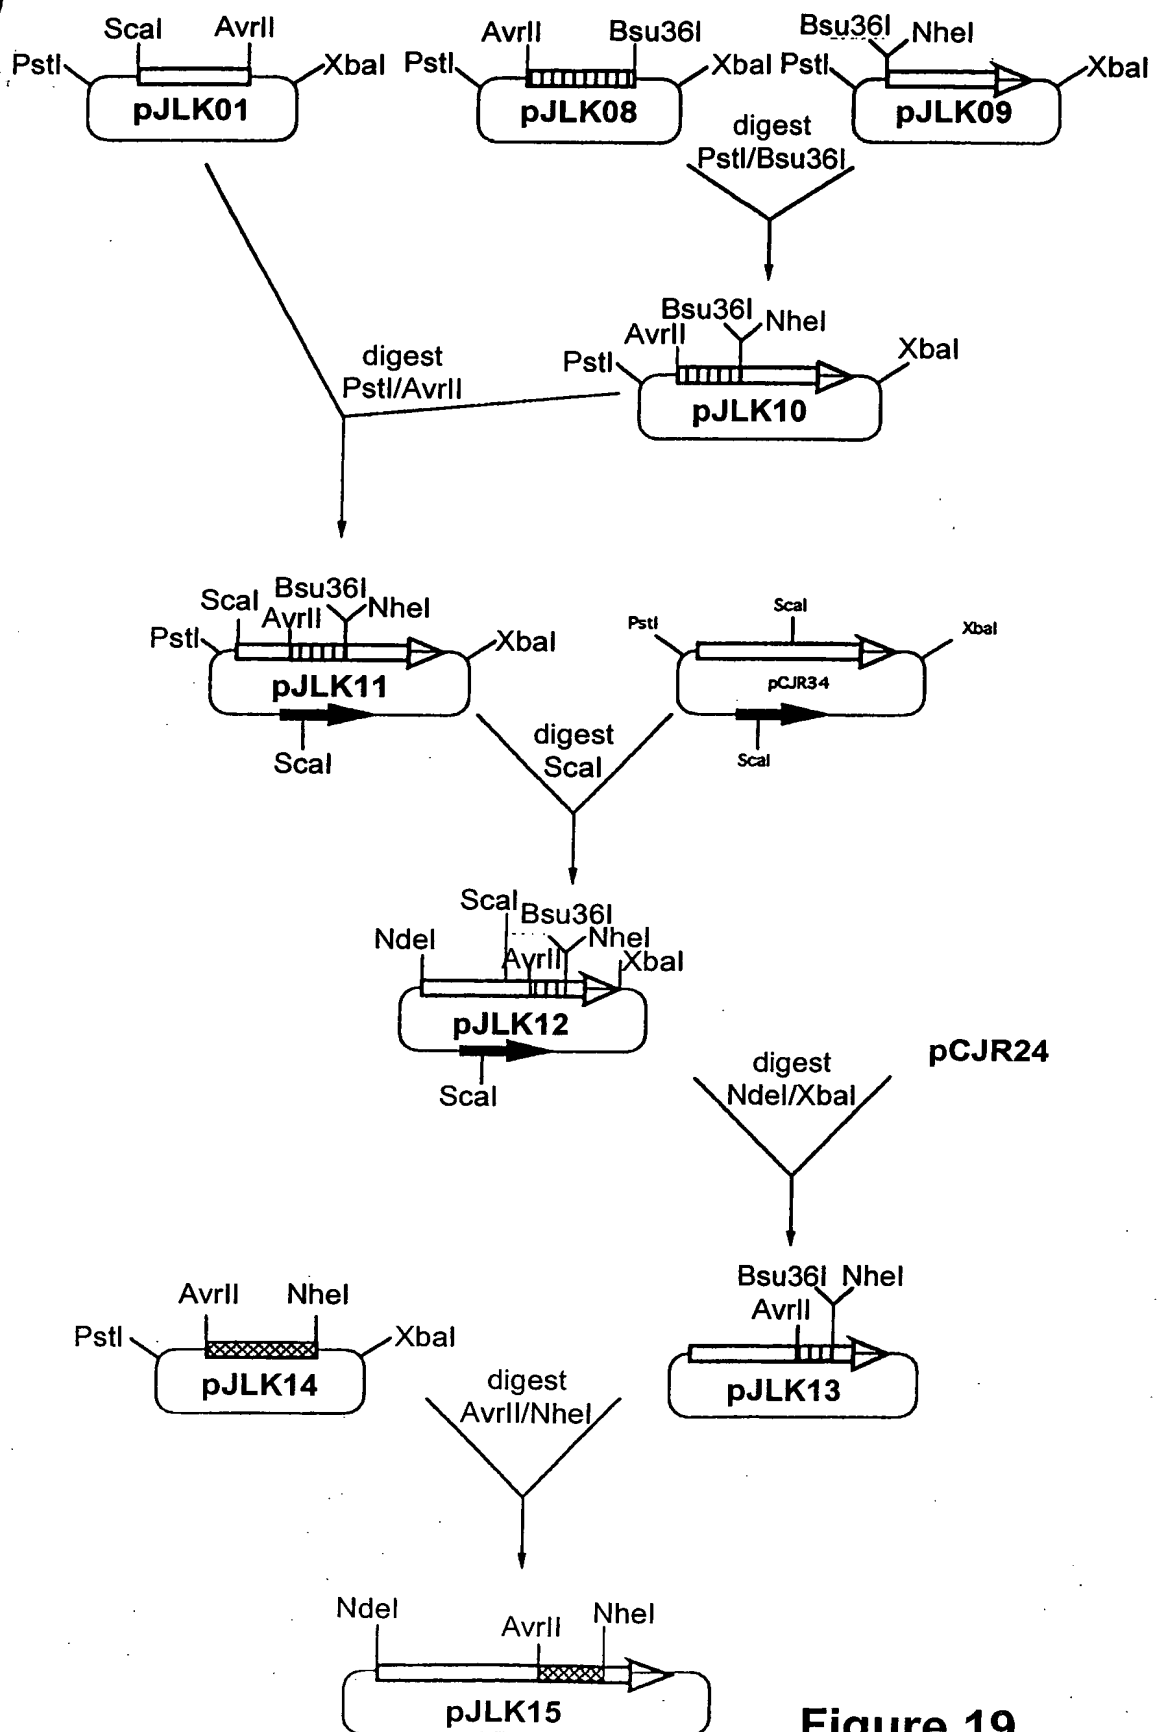 ScaI AvrII
PstI XbaI
pJLK01
AvrII Bsu36I
PstI XbaI
pJLK08
Bsu36I NheI
PstI XbaI
pJLK09
digest
PstI/Bsu36I
Bsu36I
NheI
AvrII
PstI XbaI
pJLK10
digest
PstI/AvrII
Bsu36I
ScaI NheI
AvrII
PstI XbaI
pJLK11
ScaI
ScaI
PstI XbaI
pCJR34
ScaI
digest
ScaI
ScaI
Bsu36I
NdeI NheI
AvrII XbaI
pJLK12
ScaI
pCJR24
digest
NdeI/XbaI
Bsu36I NheI
AvrII
pJLK13
AvrII NheI
PstI XbaI
pJLK14
digest
AvrII/NheI
NdeI NheI
AvrII
pJLK15
Figure 19